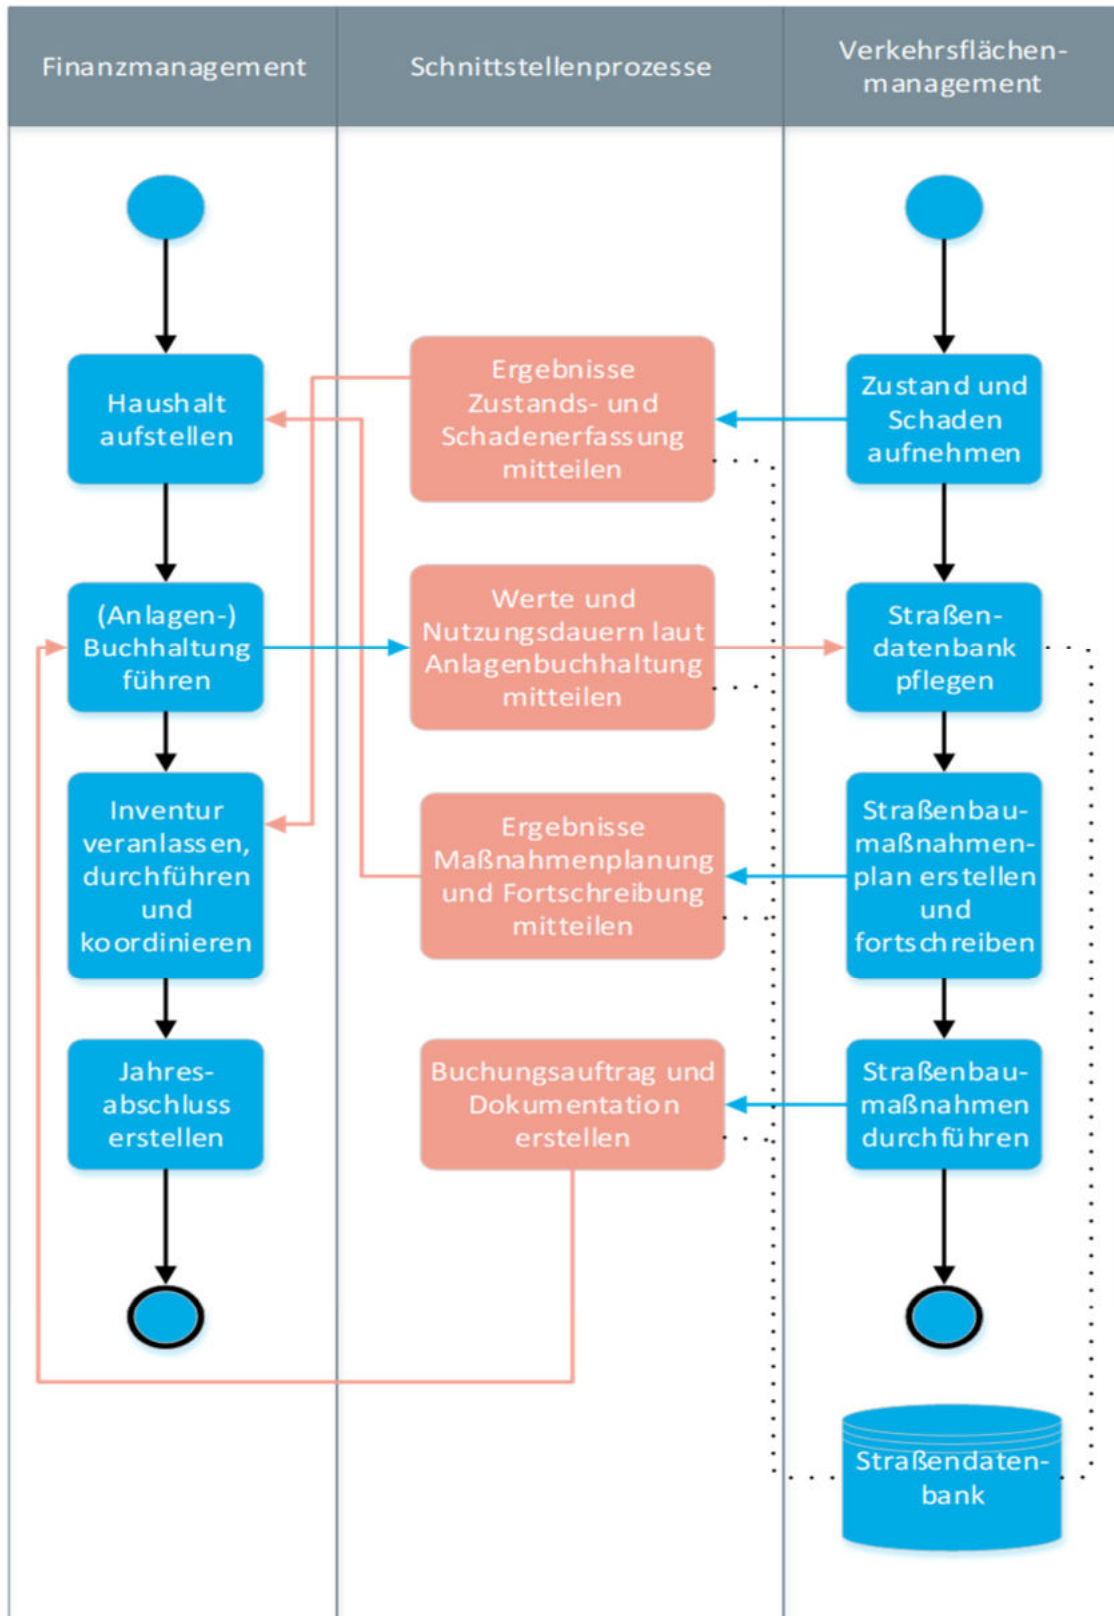 Finanzmanagement
Schnittstellenprozesse
Verkehrsflächen-
management
Haushalt
aufstellen
Ergebnisse
Zustands- und
Schadenerfassung
mitteilen
Zustand und
Schaden
aufnehmen
(Anlagen-)
Buchhaltung
führen
Werte und
Nutzungsdauern laut
Anlagenbuchhaltung
mitteilen
Straßen-
datenbank
pflegen
Inventur
veranlassen,
durchführen
und
koordinieren
Ergebnisse
Maßnahmenplanung
und Fortschreibung
mitteilen
Straßenbau-
maßnahmen-
plan erstellen
und
fortschreiben
Jahres-
abschluss
erstellen
Buchungsauftrag und
Dokumentation
erstellen
Straßenbau-
maßnahmen
durchführen
Straßendaten-
bank